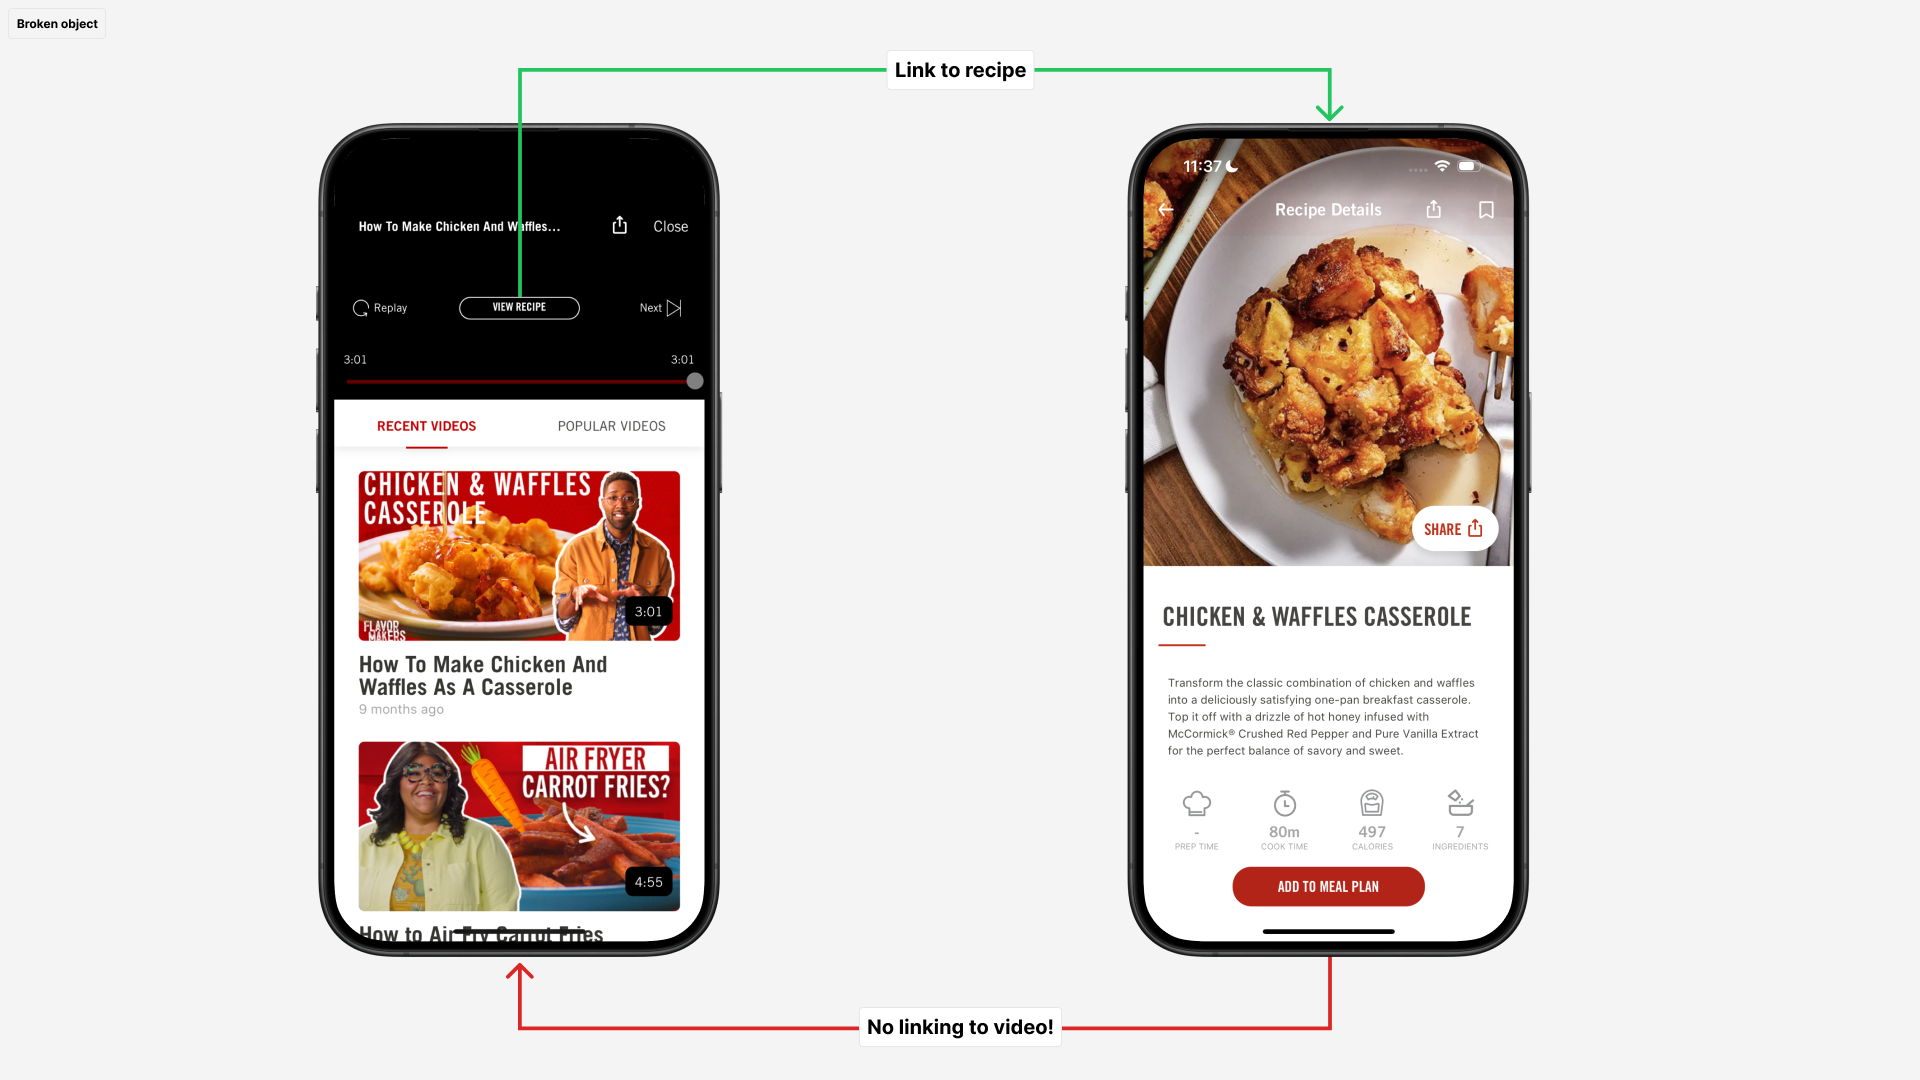 Broken object
Link to recipe
How To Make Chicken And Waffles...
Close
Replay
VIEW RECIPE
Next
3:01
3:01
RECENT VIDEOS
POPULAR VIDEOS
CHICKEN & WAFFLES
CASSEROLE
FLAVOR
MAKERS
3:01
How To Make Chicken And
Waffles As A Casserole
9 months ago
AIR FRYER
CARROT FRIES?
4:55
How to Air Fry Carrot Fries
11:37
Recipe Details
SHARE
CHICKEN & WAFFLES CASSEROLE
Transform the classic combination of chicken and waffles
into a deliciously satisfying one-pan breakfast casserole.
Top it off with a drizzle of hot honey infused with
McCormick® Crushed Red Pepper and Pure Vanilla Extract
for the perfect balance of savory and sweet.
-
PREP TIME
80m
COOK TIME
497
CALORIES
7
INGREDIENTS
ADD TO MEAL PLAN
No linking to video!